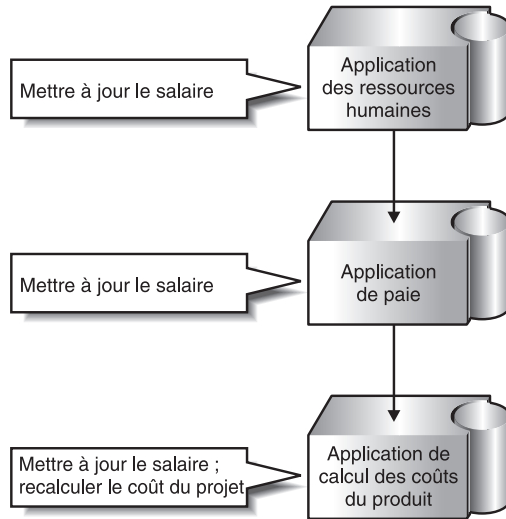 Mettre à jour le salaire
Application
des ressources
humaines
Mettre à jour le salaire
Application
de paie
Mettre à jour le salaire ;
recalculer le coût du projet
Application de
calcul des coûts
du produit